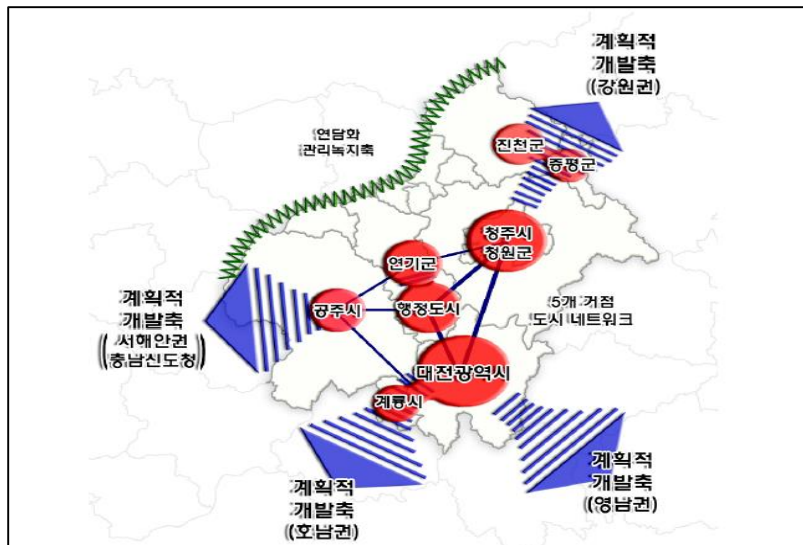 계획적
개발축
(강원권)
연담화
관리녹지축
진천군
증평군
청주시
청원군
연기군
계획적
개발축
(서해안권
충남신도청)
공주시
행정도시
5개 거점
도시 네트워크
대전광역시
계룡시
계획적
개발축
(호남권)
계획적
개발축
(영남권)